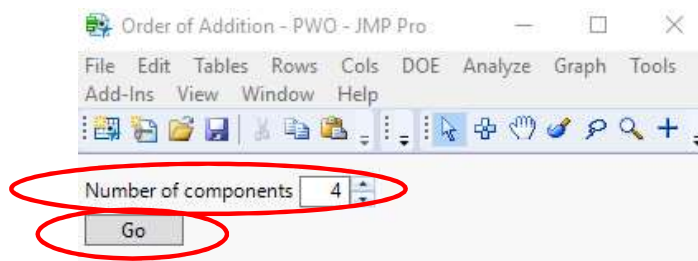 Order of Addition - PWO - JMP Pro
File Edit Tables Rows Cols DOE Analyze Graph Tools
Add-Ins View Window Help
Number of components 4
Go